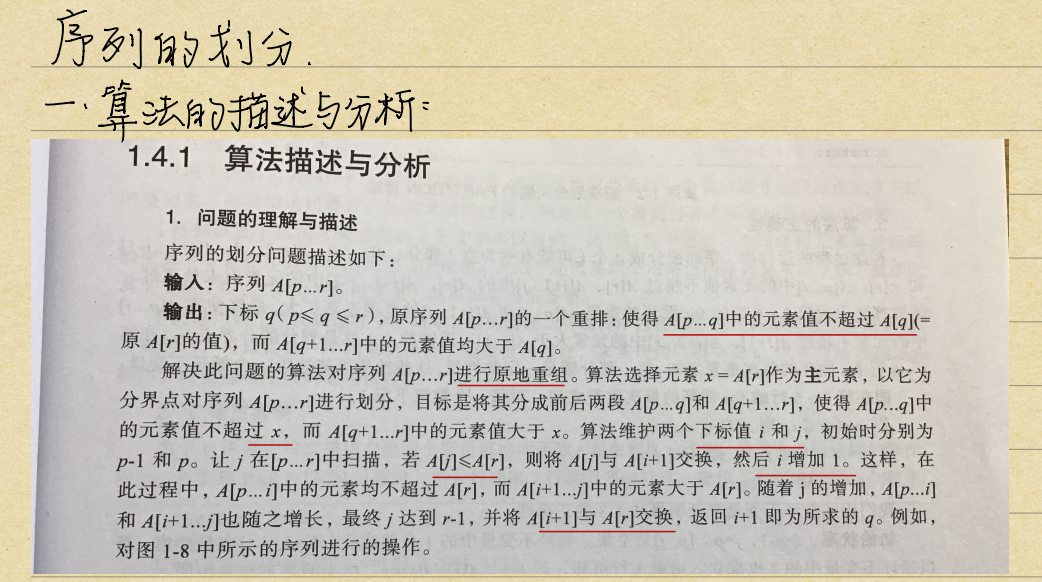 序列的划分.
一.算法的描述与分析:
1.4.1 算法描述与分析
1. 问题的理解与描述
序列的划分问题描述如下：
输入：序列 A[p…r]。
输出：下标 q( p≤ q ≤ r )，原序列 A[p…r]的一个重排：使得 A[p…q]中的元素值不超过 A[q](=
原 A[r]的值)，而 A[q+1…r]中的元素值均大于 A[q]。
解决此问题的算法对序列 A[p…r]进行原地重组。算法选择元素 x = A[r]作为主元素，以它为
分界点对序列 A[p…r]进行划分，目标是将其分成前后两段 A[p…q]和 A[q+1…r]，使得 A[p…q]中
的元素值不超过 x，而 A[q+1…r]中的元素值大于 x。算法维护两个下标值 i 和 j，初始时分别为
p-1 和 p。让 j 在[p…r]中扫描，若 A[j]≤A[r]，则将 A[j]与 A[i+1]交换，然后 i 增加 1。这样，在
此过程中，A[p…i]中的元素均不超过 A[r]，而 A[i+1…j]中的元素大于 A[r]。随着 j 的增加，A[p…i]
和 A[i+1…j]也随之增长，最终 j 达到 r-1，并将 A[i+1]与 A[r]交换，返回 i+1 即为所求的 q。例如，
对图 1-8 中所示的序列进行的操作。